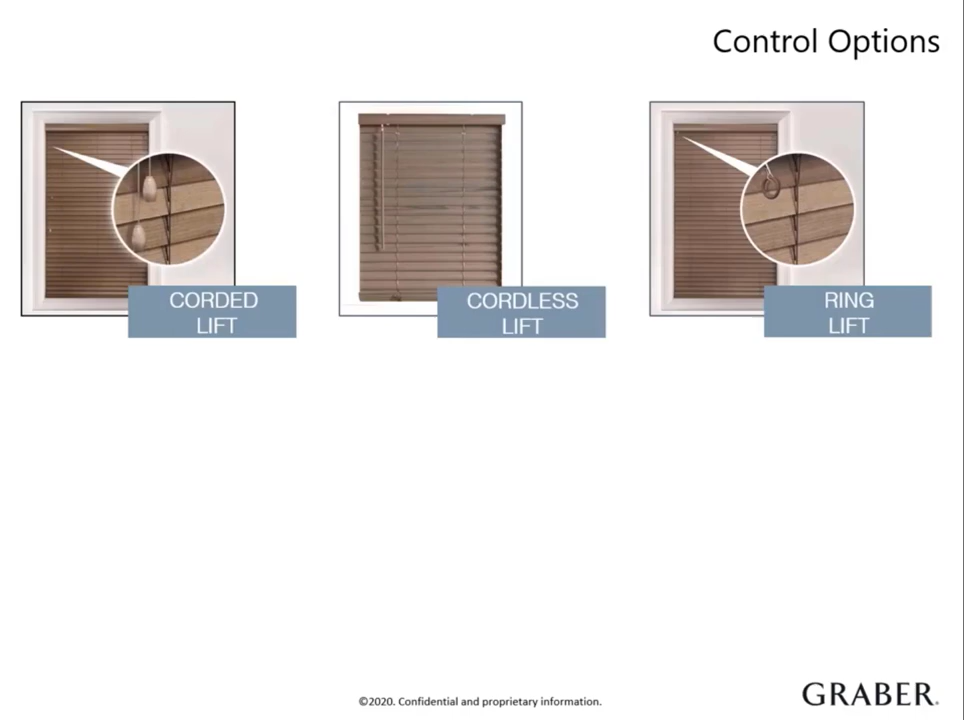 Control Options
CORDED
LIFT
CORDLESS
LIFT
RING
LIFT
©2020. Confidential and proprietary information.
GRABER.